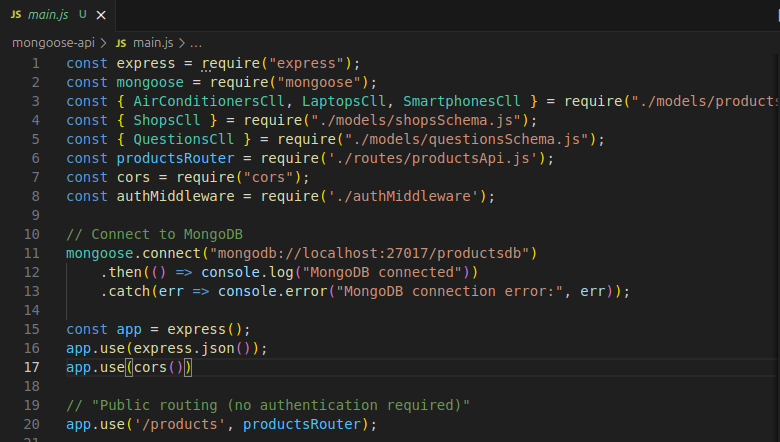 JS main.js U ×
mongoose-api > JS main.js > ...
1 const express = require("express");
2 const mongoose = require("mongoose");
3 const { AirConditionersCll, LaptopsCll, SmartphonesCll } = require("./models/products
4 const { ShopsCll } = require("./models/shopsSchema.js");
5 const { QuestionsCll } = require("./models/questionsSchema.js");
6 const productsRouter = require('./routes/productsApi.js');
7 const cors = require("cors");
8 const authMiddleware = require('./authMiddleware');
9
10 // Connect to MongoDB
11 mongoose.connect("mongodb://localhost:27017/productsdb")
12     .then(() => console.log("MongoDB connected"))
13     .catch(err => console.error("MongoDB connection error:", err));
14
15 const app = express();
16 app.use(express.json());
17 app.use(cors())
18
19 // "Public routing (no authentication required)"
20 app.use('/products', productsRouter);
21